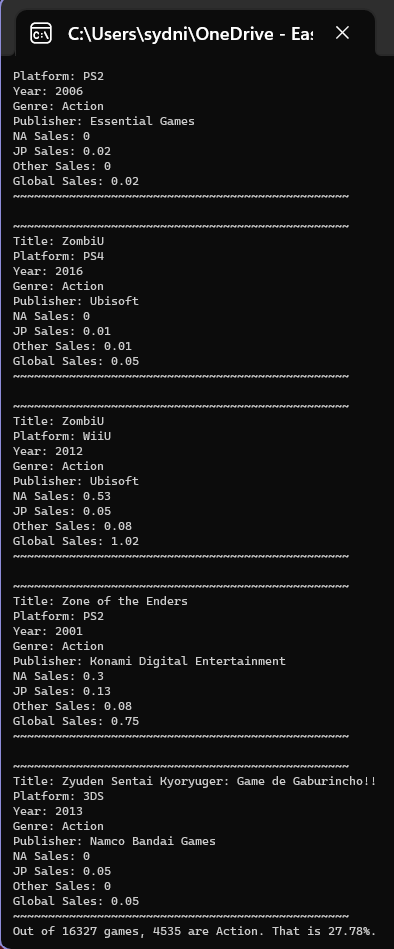 C:\Users\sydni\OneDrive - Eas
Platform: PS2
Year: 2006
Genre: Action
Publisher: Essential Games
NA Sales: 0
JP Sales: 0.02
Other Sales: 0
Global Sales: 0.02
~~~~~~~~~~~~~~~~~~~~~~~~~~~~~~~~~~~~~~~~~~~~~~~~
~~~~~~~~~~~~~~~~~~~~~~~~~~~~~~~~~~~~~~~~~~~~~~~~
Title: ZombiU
Platform: PS4
Year: 2016
Genre: Action
Publisher: Ubisoft
NA Sales: 0
JP Sales: 0.01
Other Sales: 0.01
Global Sales: 0.05
~~~~~~~~~~~~~~~~~~~~~~~~~~~~~~~~~~~~~~~~~~~~~~~~
~~~~~~~~~~~~~~~~~~~~~~~~~~~~~~~~~~~~~~~~~~~~~~~~
Title: ZombiU
Platform: WiiU
Year: 2012
Genre: Action
Publisher: Ubisoft
NA Sales: 0.53
JP Sales: 0.05
Other Sales: 0.08
Global Sales: 1.02
~~~~~~~~~~~~~~~~~~~~~~~~~~~~~~~~~~~~~~~~~~~~~~~~
~~~~~~~~~~~~~~~~~~~~~~~~~~~~~~~~~~~~~~~~~~~~~~~~
Title: Zone of the Enders
Platform: PS2
Year: 2001
Genre: Action
Publisher: Konami Digital Entertainment
NA Sales: 0.3
JP Sales: 0.13
Other Sales: 0.08
Global Sales: 0.75
~~~~~~~~~~~~~~~~~~~~~~~~~~~~~~~~~~~~~~~~~~~~~~~~
~~~~~~~~~~~~~~~~~~~~~~~~~~~~~~~~~~~~~~~~~~~~~~~~
Title: Zyuden Sentai Kyoryuger: Game de Gaburincho!!
Platform: 3DS
Year: 2013
Genre: Action
Publisher: Namco Bandai Games
NA Sales: 0
JP Sales: 0.05
Other Sales: 0
Global Sales: 0.05
~~~~~~~~~~~~~~~~~~~~~~~~~~~~~~~~~~~~~~~~~~~~~~~~
Out of 16327 games, 4535 are Action. That is 27.78%.